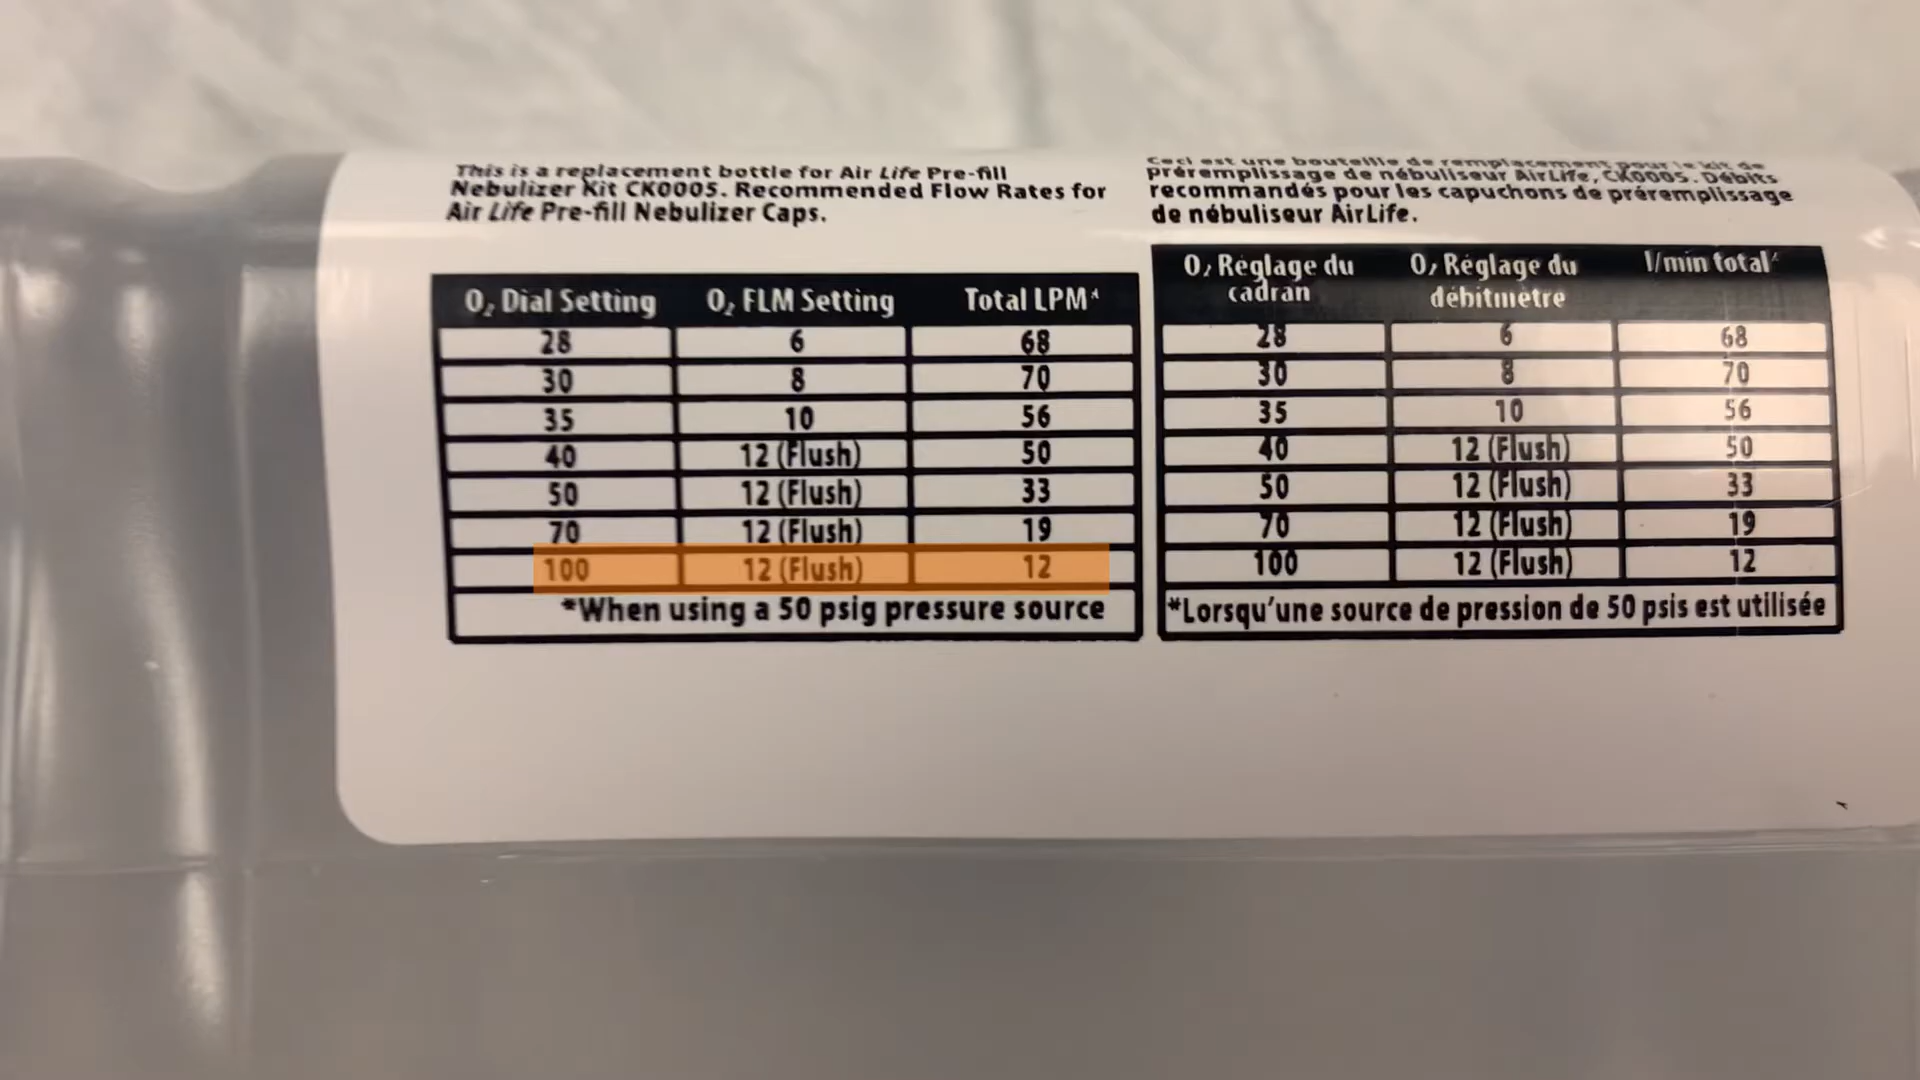 This is a replacement bottle for Air Life Pre-fill
Nebulizer Kit CK0005. Recommended Flow Rates for
Air Life Pre-fill Nebulizer Caps.
O₂ Dial Setting O₂ FLM Setting Total LPM*
28 6 68
30 8 70
35 10 56
40 12 (Flush) 50
50 12 (Flush) 33
70 12 (Flush) 19
100 12 (Flush) 12
*When using a 50 psig pressure source
Ceci est une bouteille de remplacement pour le kit de
préremplissage de nébuliseur AirLife, CK0005. Débits
recommandés pour les capuchons de préremplissage
de nébuliseur AirLife.
O₂ Réglage du cadran O₂ Réglage du débitmètre l/min total*
28 6 68
30 8 70
35 10 56
40 12 (Flush) 50
50 12 (Flush) 33
70 12 (Flush) 19
100 12 (Flush) 12
*Lorsqu'une source de pression de 50 psis est utilisée